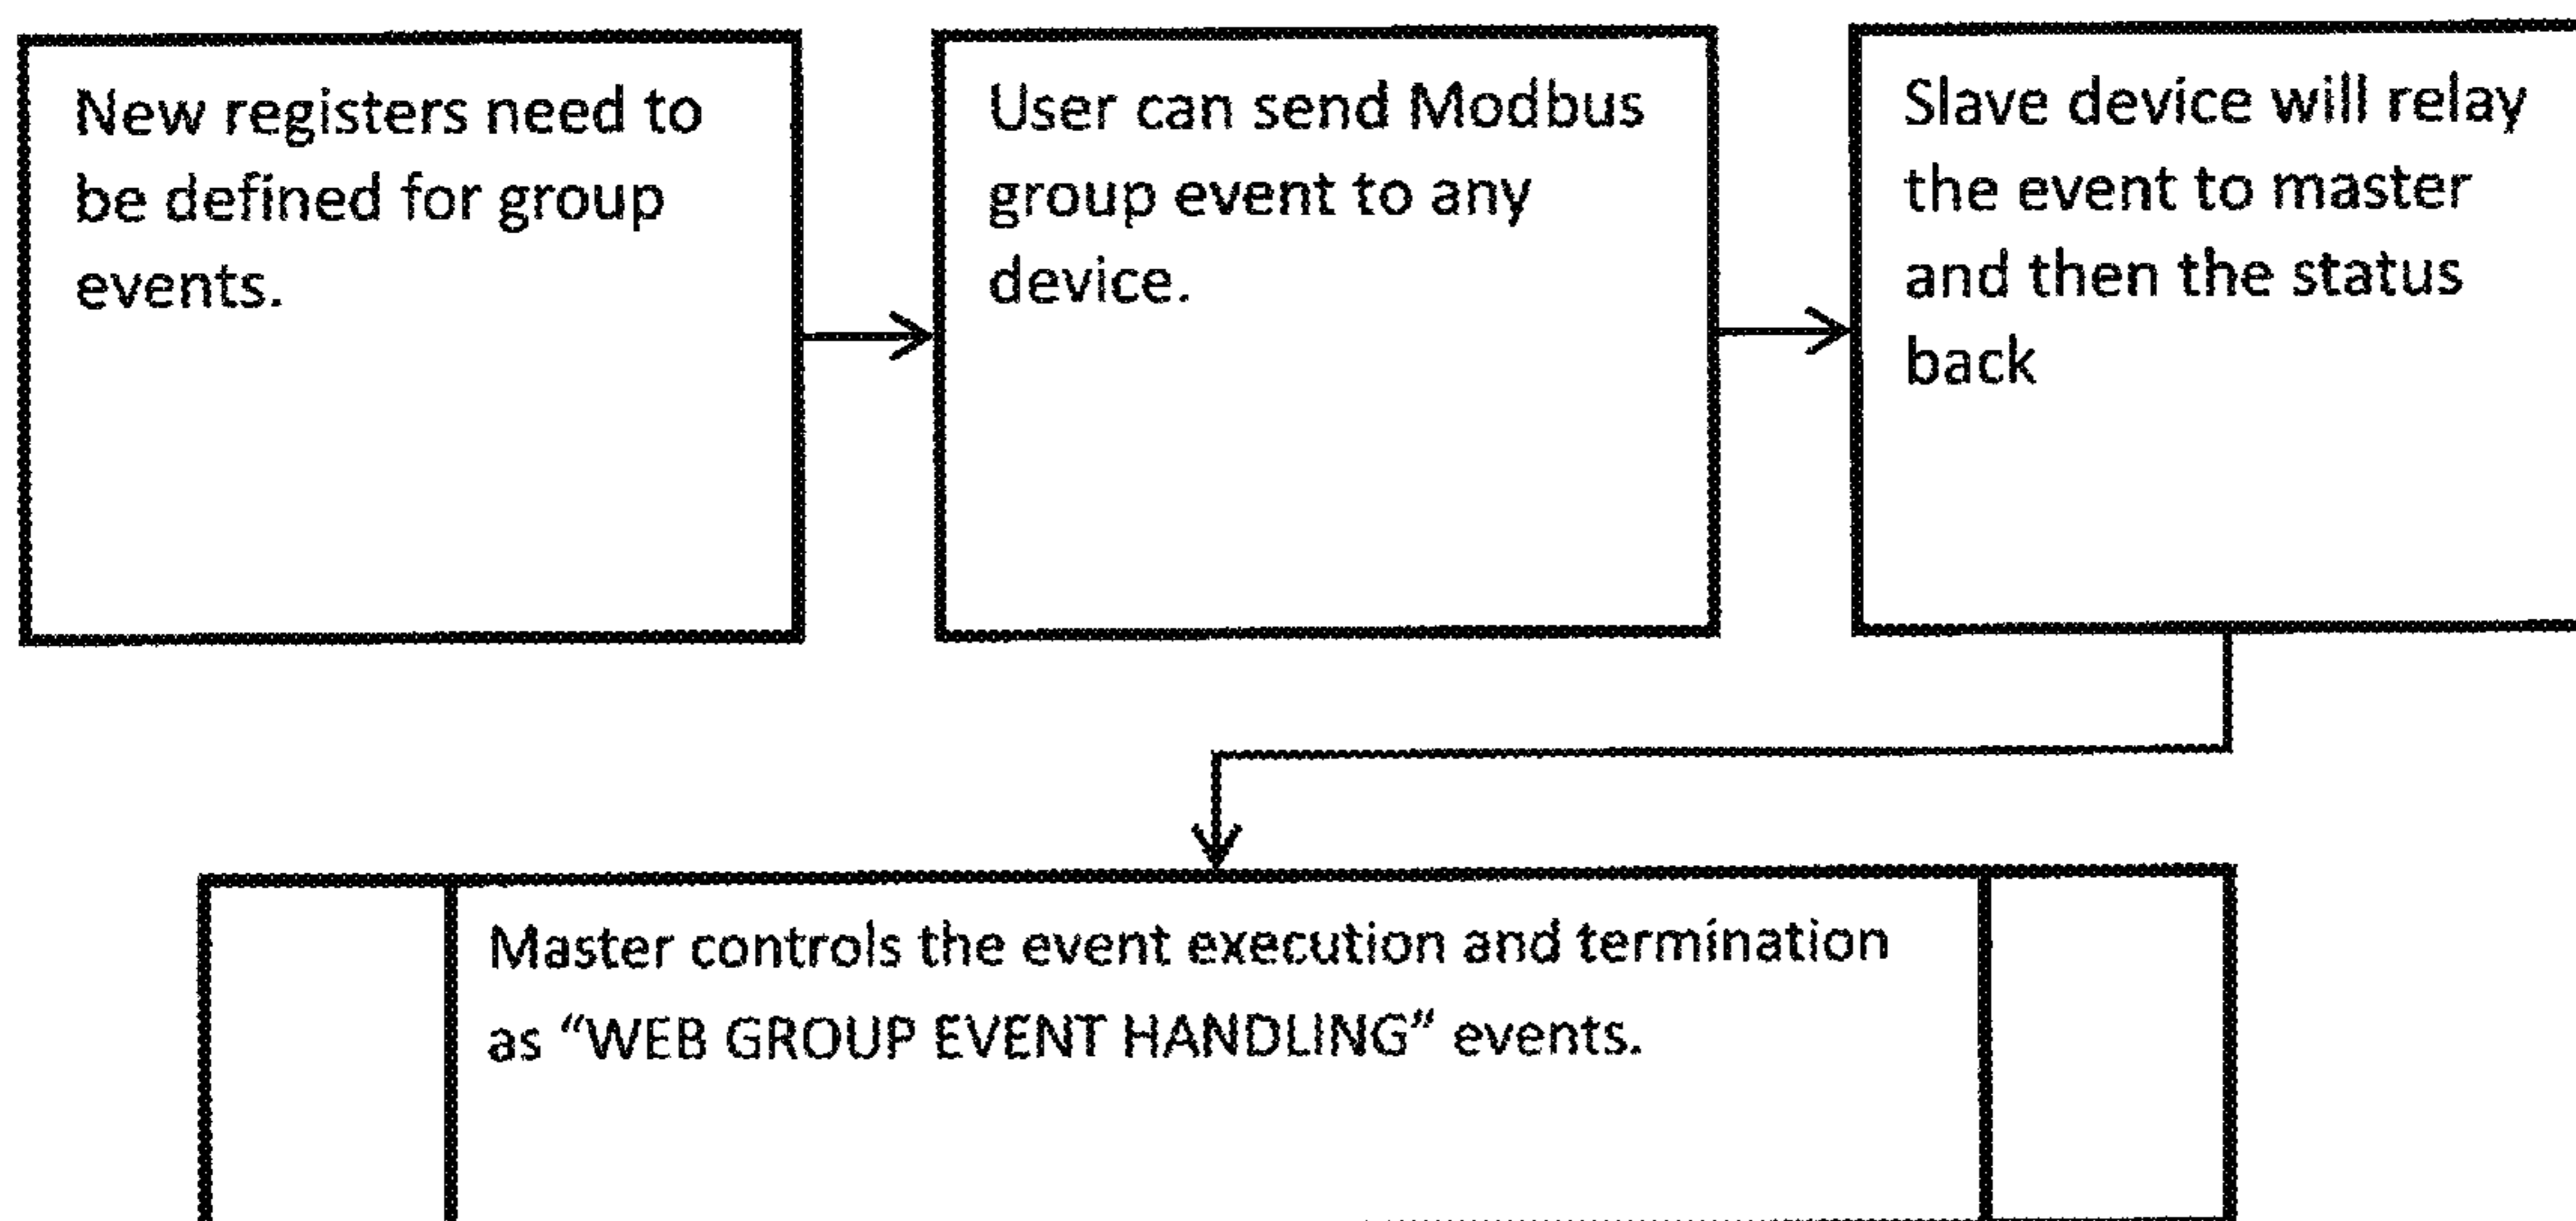 New registers need to
be defined for group
events.
User can send Modbus
group event to any
device.
Slave device will relay
the event to master
and then the status
back
Master controls the event execution and termination
as “WEB GROUP EVENT HANDLING” events.